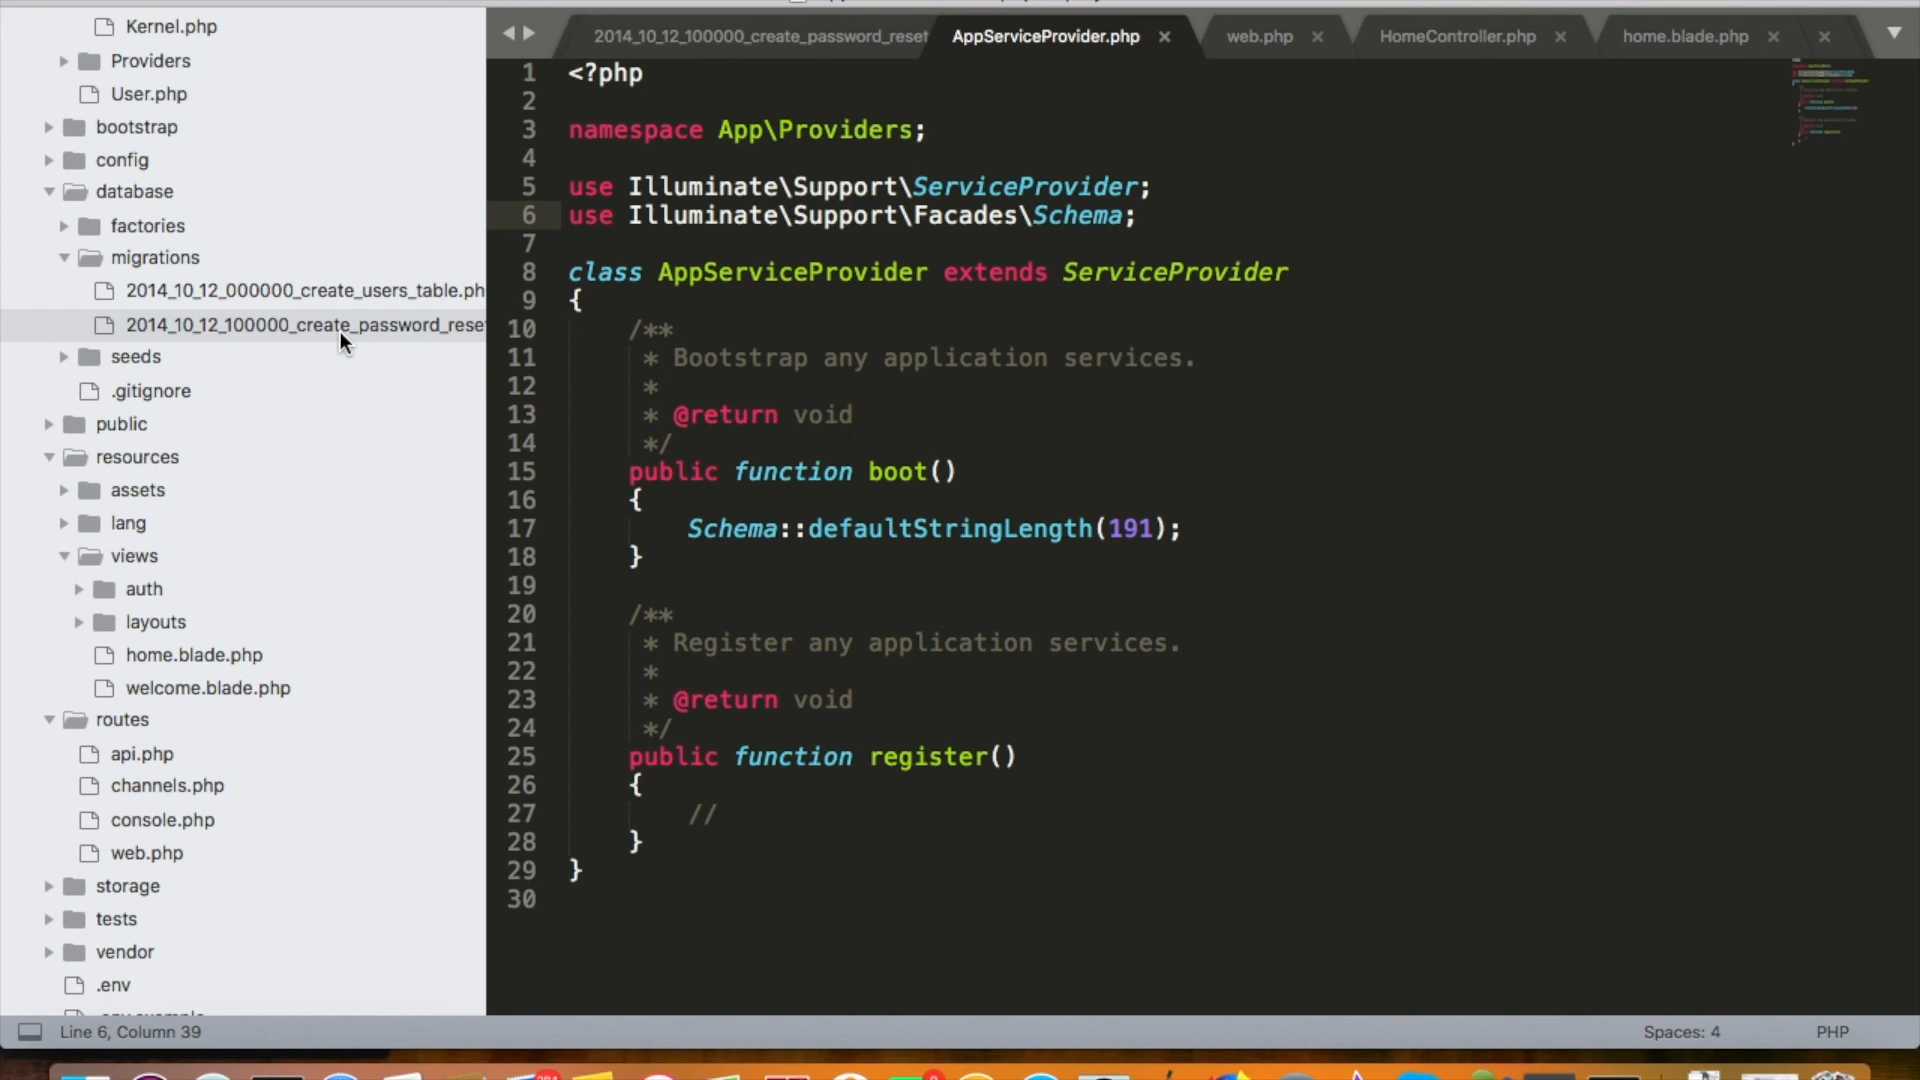 Kernel.php
Providers
User.php
bootstrap
config
database
factories
migrations
2014_10_12_000000_create_users_table.ph
2014_10_12_100000_create_password_rese
seeds
.gitignore
public
resources
assets
lang
views
auth
layouts
home.blade.php
welcome.blade.php
routes
api.php
channels.php
console.php
web.php
storage
tests
vendor
.env
2014_10_12_100000_create_password_reset AppServiceProvider.php web.php HomeController.php home.blade.php
1 <?php
2
3 namespace App\Providers;
4
5 use Illuminate\Support\ServiceProvider;
6 use Illuminate\Support\Facades\Schema;
7
8 class AppServiceProvider extends ServiceProvider
9 {
10 /**
11 * Bootstrap any application services.
12 *
13 * @return void
14 */
15 public function boot()
16 {
17 Schema::defaultStringLength(191);
18 }
19
20 /**
21 * Register any application services.
22 *
23 * @return void
24 */
25 public function register()
26 {
27 //
28 }
29 }
30
Line 6, Column 39 Spaces: 4 PHP